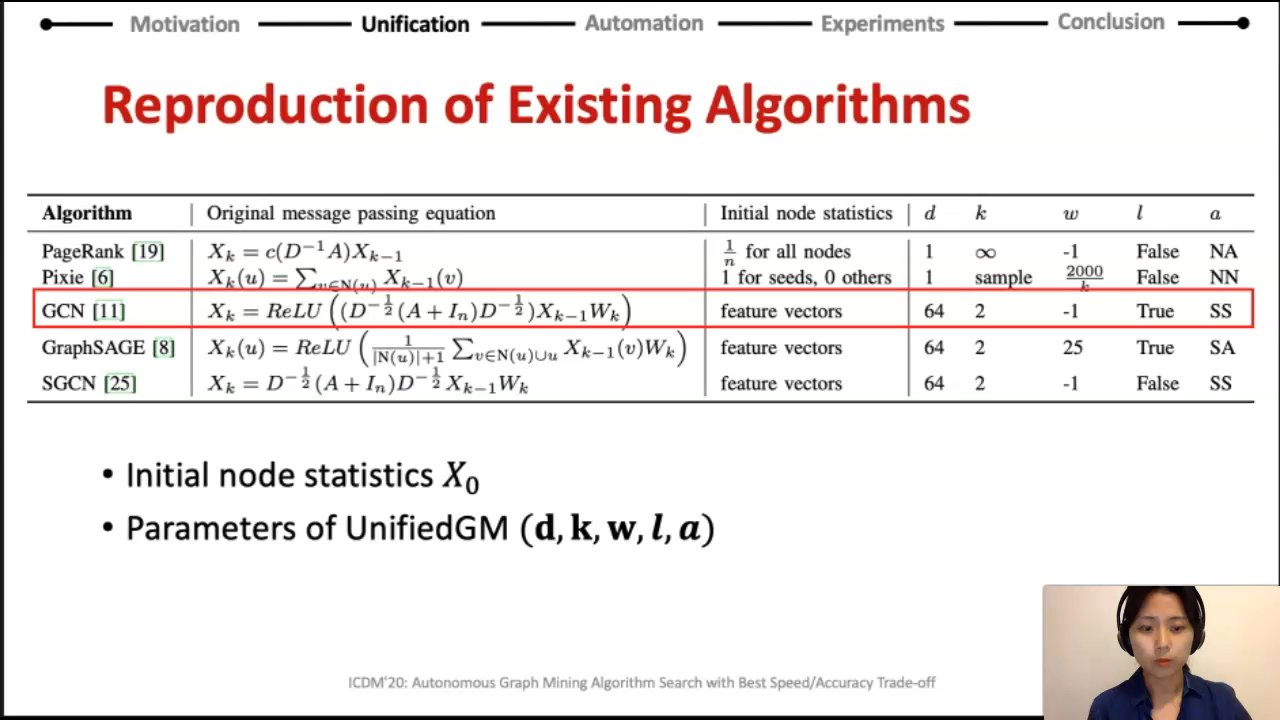 Motivation Unification Automation Experiments Conclusion
Reproduction of Existing Algorithms
Algorithm Original message passing equation Initial node statistics d k w l a
PageRank [19] X_k = c(D^{-1}A)X_{k-1} 1/n for all nodes 1 ∞ -1 False NA
Pixie [6] X_k(u) = ∑_{v∈N(u)} X_{k-1}(v) 1 for seeds, 0 others 1 sample 2000/k False NN
GCN [11] X_k = ReLU((D^{-1/2}(A + I_n)D^{-1/2})X_{k-1}W_k) feature vectors 64 2 -1 True SS
GraphSAGE [8] X_k(u) = ReLU(1/(|N(u)|+1) ∑_{v∈N(u)∪u} X_{k-1}(v)W_k) feature vectors 64 2 25 True SA
SGCN [25] X_k = D^{-1/2}(A + I_n)D^{-1/2}X_{k-1}W_k feature vectors 64 2 -1 False SS
• Initial node statistics X_0
• Parameters of UnifiedGM (d, k, w, l, a)
ICDM'20: Autonomous Graph Mining Algorithm Search with Best Speed/Accuracy Trade-off